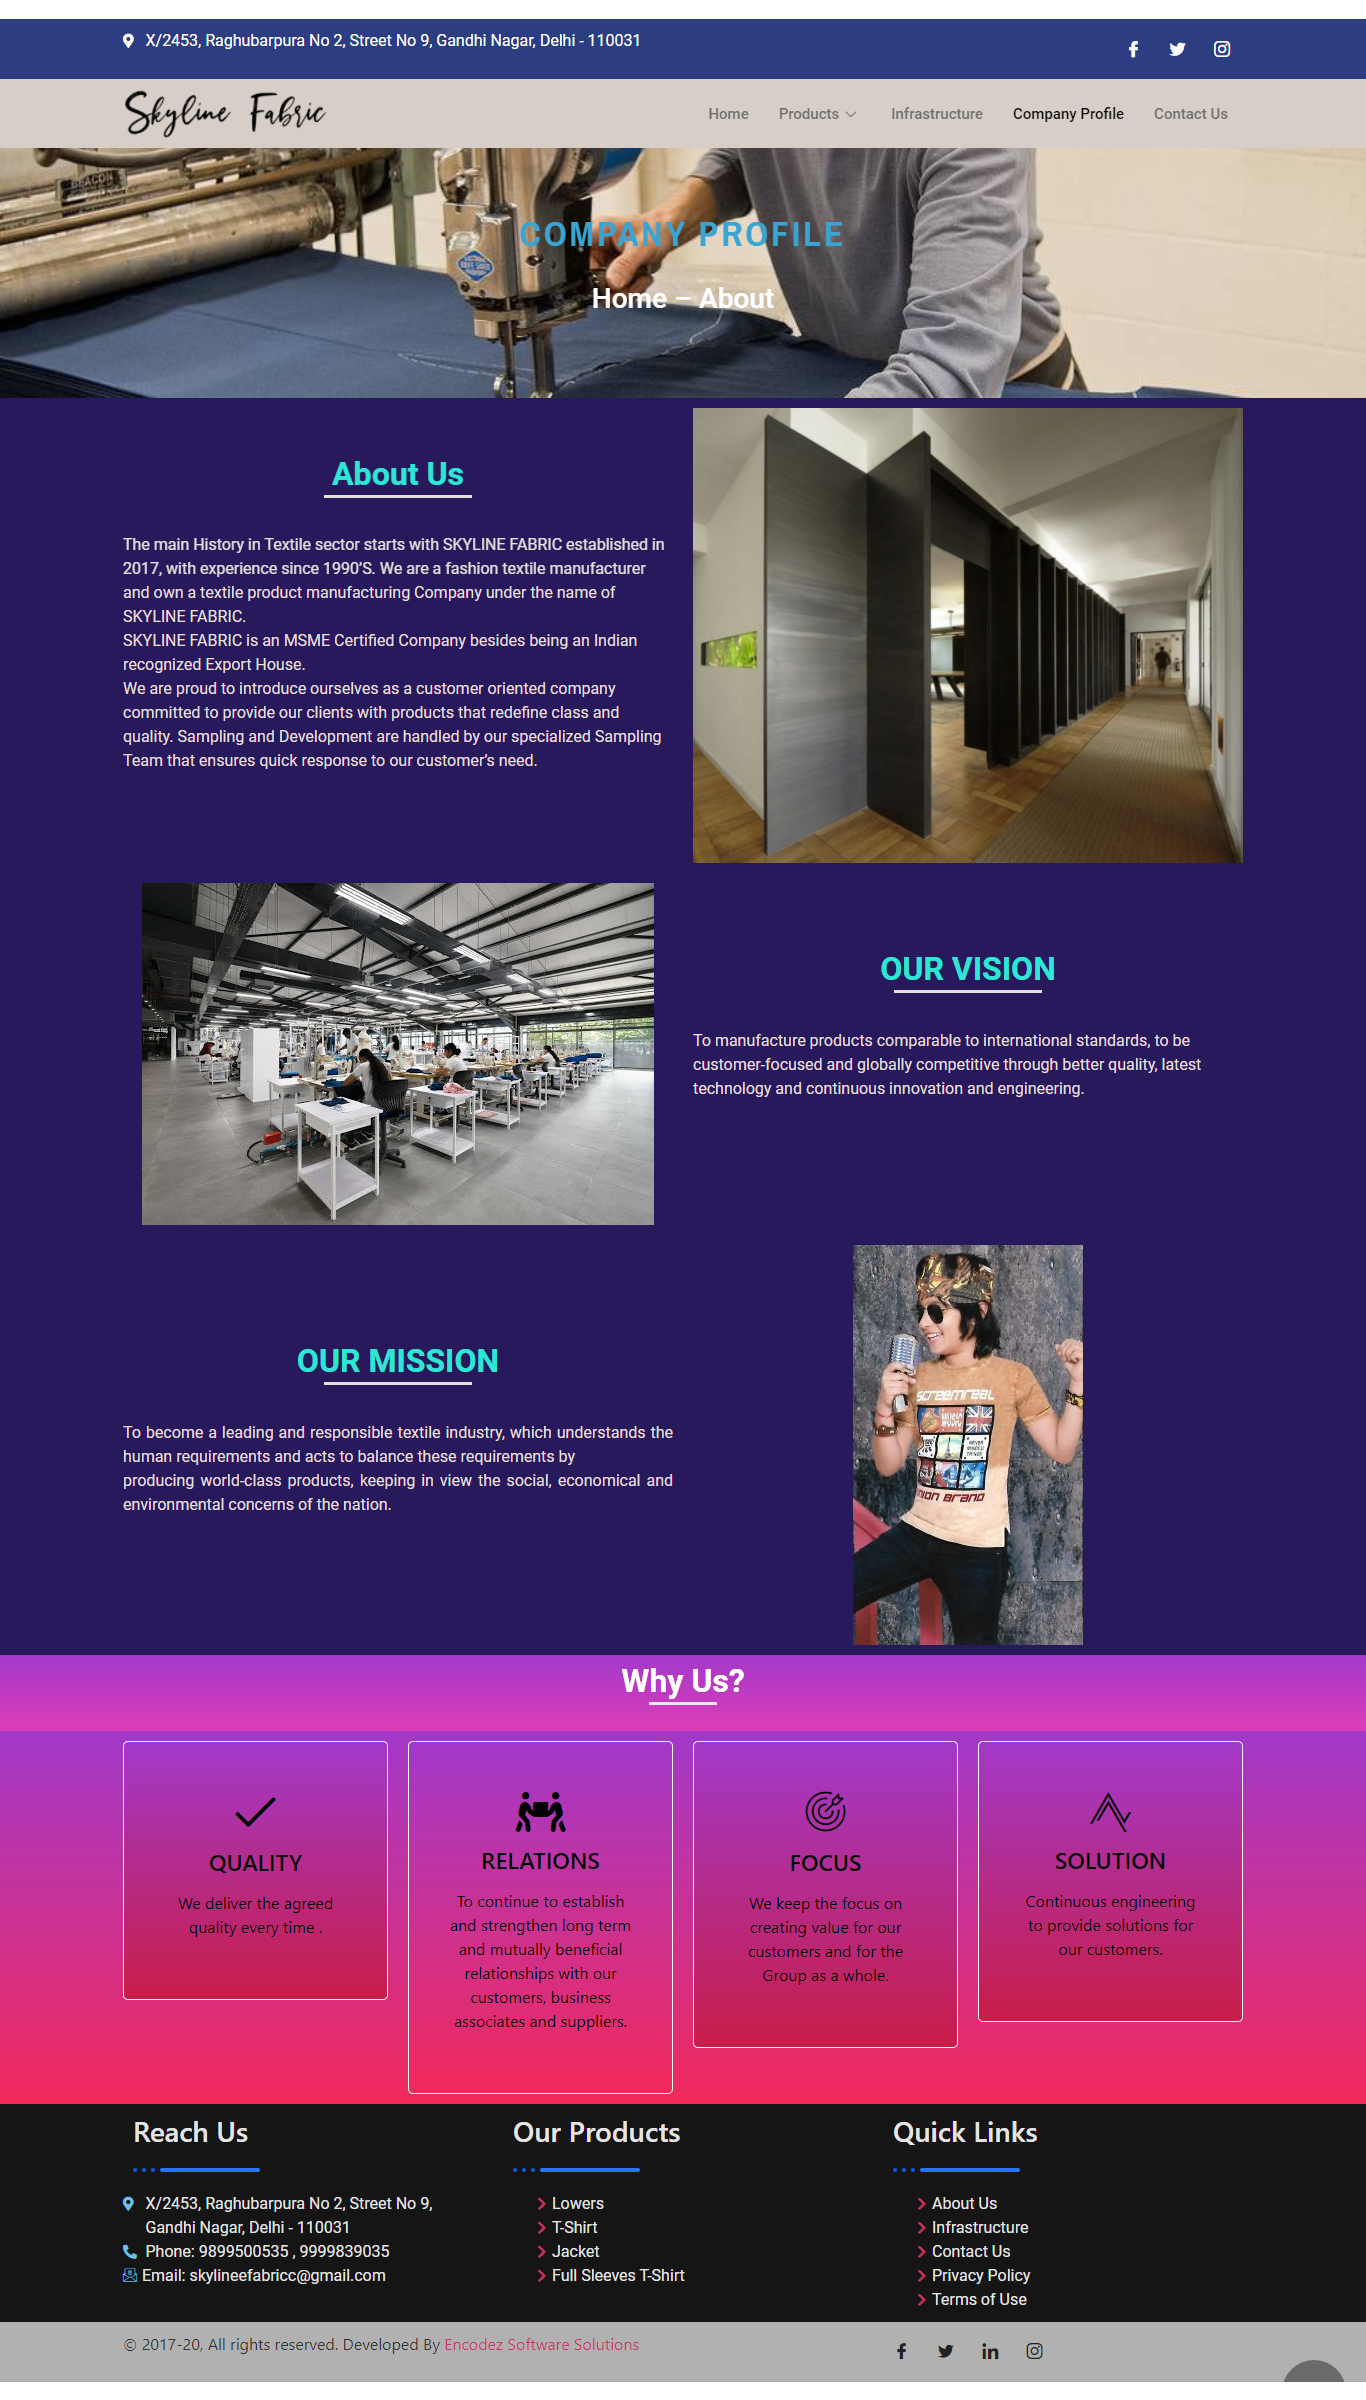 X/2453, Raghubarpura No 2, Street No 9, Gandhi Nagar, Delhi - 110031
Skyline Fabric
Home Products Infrastructure Company Profile Contact Us
BEACON
COMPANY PROFILE
Home – About
About Us
The main History in Textile sector starts with SKYLINE FABRIC established in
2017, with experience since 1990’S. We are a fashion textile manufacturer
and own a textile product manufacturing Company under the name of
SKYLINE FABRIC.
SKYLINE FABRIC is an MSME Certified Company besides being an Indian
recognized Export House.
We are proud to introduce ourselves as a customer oriented company
committed to provide our clients with products that redefine class and
quality. Sampling and Development are handled by our specialized Sampling
Team that ensures quick response to our customer’s need.
OUR VISION
To manufacture products comparable to international standards, to be
customer-focused and globally competitive through better quality, latest
technology and continuous innovation and engineering.
OUR MISSION
To become a leading and responsible textile industry, which understands the
human requirements and acts to balance these requirements by
producing world-class products, keeping in view the social, economical and
environmental concerns of the nation.
SCREEMREAL
UNION BRAND
Why Us?
QUALITY
We deliver the agreed
quality every time .
RELATIONS
To continue to establish
and strengthen long term
and mutually beneficial
relationships with our
customers, business
associates and suppliers.
FOCUS
We keep the focus on
creating value for our
customers and for the
Group as a whole.
SOLUTION
Continuous engineering
to provide solutions for
our customers.
Reach Us
X/2453, Raghubarpura No 2, Street No 9,
Gandhi Nagar, Delhi - 110031
Phone: 9899500535 , 9999839035
Email: skylineefabricc@gmail.com
Our Products
Lowers
T-Shirt
Jacket
Full Sleeves T-Shirt
Quick Links
About Us
Infrastructure
Contact Us
Privacy Policy
Terms of Use
© 2017-20, All rights reserved. Developed By Encodez Software Solutions